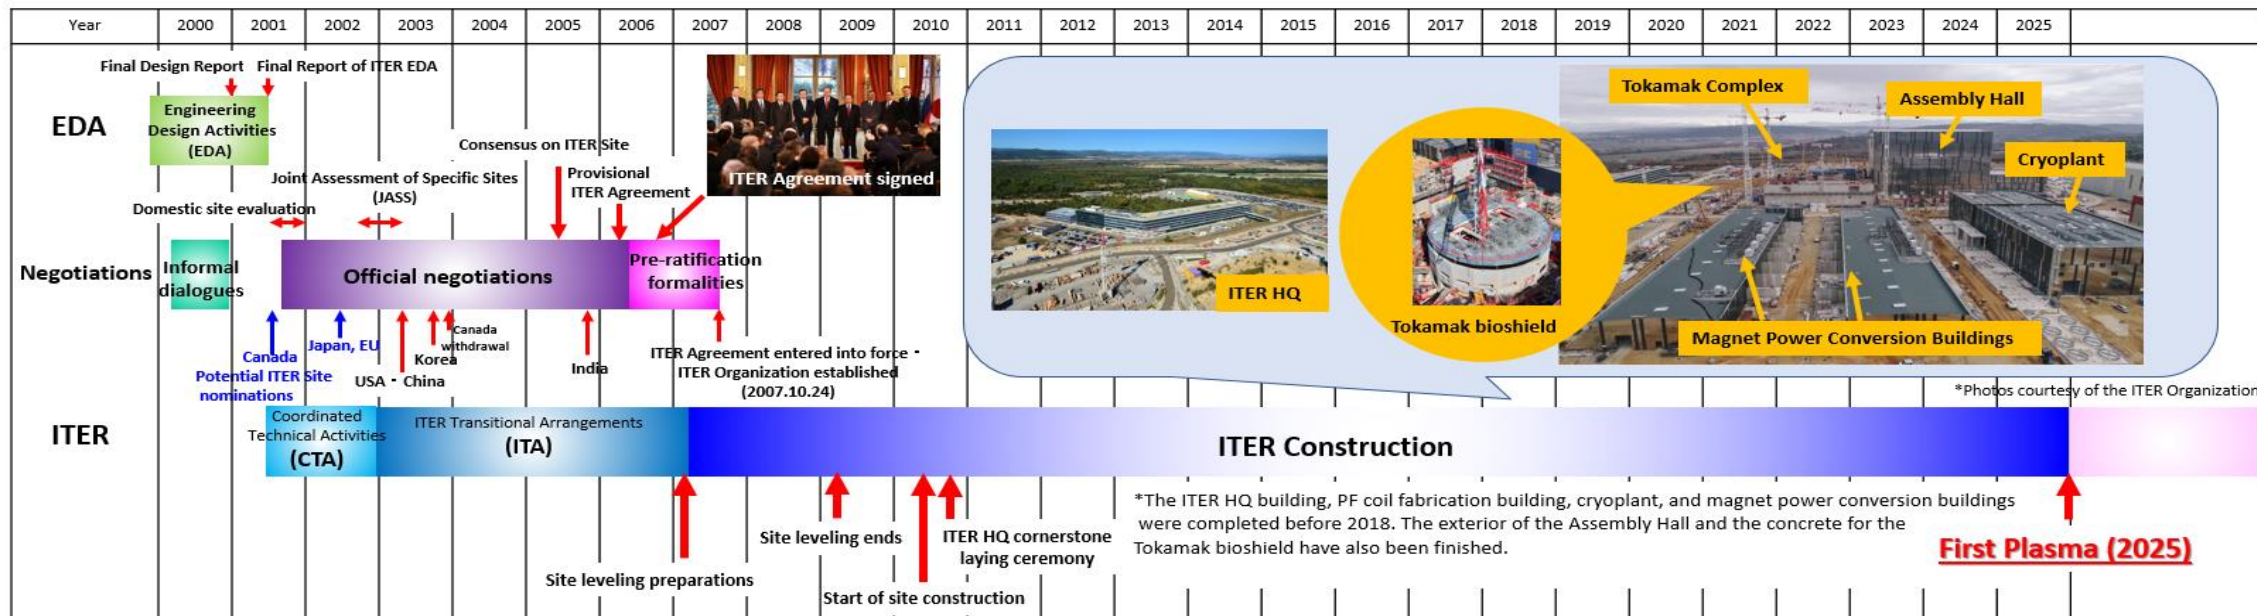 Year 2000 2001 2002 2003 2004 2005 2006 2007 2008 2009 2010 2011 2012 2013 2014 2015 2016 2017 2018 2019 2020 2021 2022 2023 2024 2025
Final Design Report
Final Report of ITER EDA
EDA
Engineering
Design Activities
(EDA)
Consensus on ITER Site
Provisional
ITER Agreement
ITER Agreement signed
Joint Assessment of Specific Sites
(JASS)
Domestic site evaluation
Negotiations
Informal
dialogues
Official negotiations
Pre-ratification
formalities
Canada
Potential ITER Site
nominations
Japan, EU
USA・China
Korea
Canada
withdrawal
India
ITER Agreement entered into force・
ITER Organization established
(2007.10.24)
ITER HQ
Tokamak bioshield
Tokamak Complex
Assembly Hall
Cryoplant
Magnet Power Conversion Buildings
*Photos courtesy of the ITER Organization
ITER
Coordinated
Technical Activities
(CTA)
ITER Transitional Arrangements
(ITA)
ITER Construction
Site leveling preparations
Site leveling ends
Start of site construction
ITER HQ cornerstone
laying ceremony
*The ITER HQ building, PF coil fabrication building, cryoplant, and magnet power conversion buildings
were completed before 2018. The exterior of the Assembly Hall and the concrete for the
Tokamak bioshield have also been finished.
First Plasma (2025)